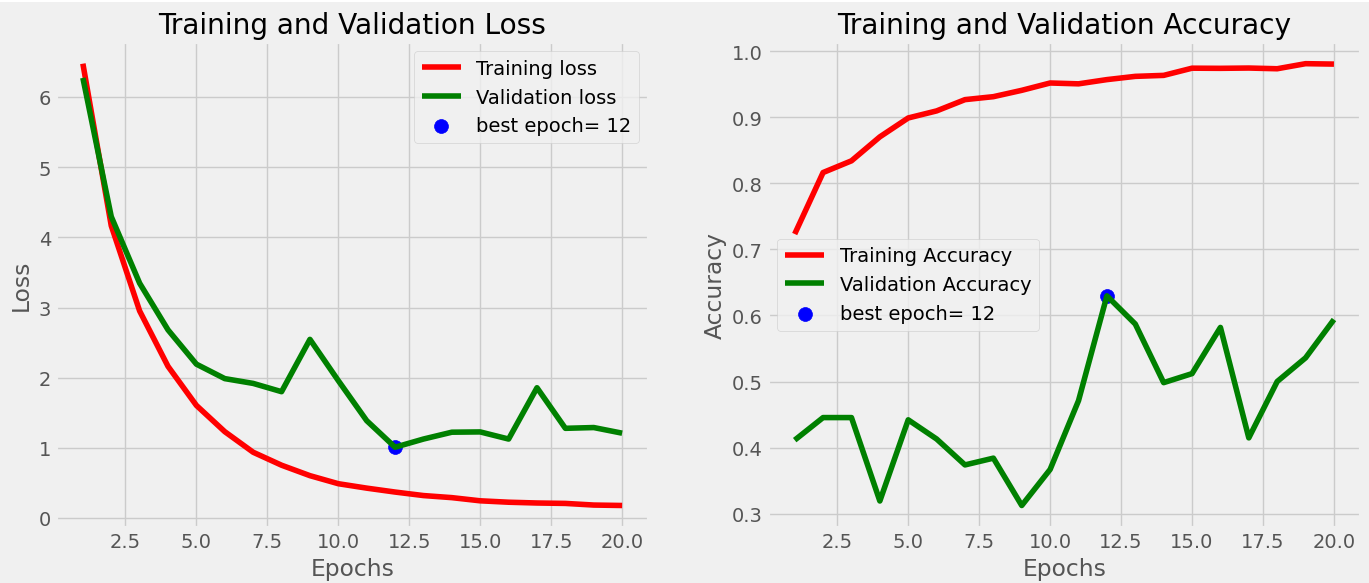 Training and Validation Loss
Training loss
Validation loss
best epoch= 12
6
5
4
3
2
1
0
Loss
2.5 5.0 7.5 10.0 12.5 15.0 17.5 20.0
Epochs
Training and Validation Accuracy
1.0
0.9
0.8
0.7
0.6
0.5
0.4
0.3
Accuracy
Training Accuracy
Validation Accuracy
best epoch= 12
2.5 5.0 7.5 10.0 12.5 15.0 17.5 20.0
Epochs